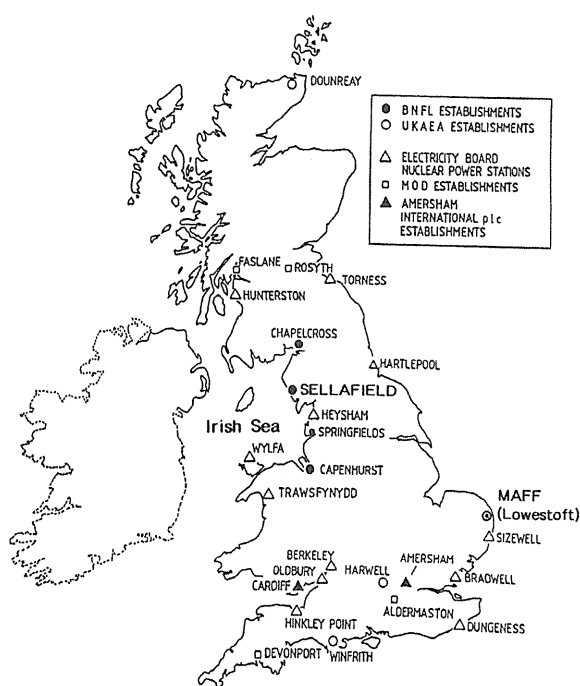 DOUNREAY
BNFL ESTABLISHMENTS
UKAEA ESTABLISHMENTS
ELECTRICITY BOARD
NUCLEAR POWER STATIONS
MOD ESTABLISHMENTS
AMERSHAM
INTERNATIONAL plc
ESTABLISHMENTS
FASLANE
ROSYTH
TORNESS
HUNTERSTON
CHAPELCROSS
HARTLEPOOL
SELLAFIELD
HEYSHAM
Irish Sea
SPRINGFIELDS
WYLFA
CAPENHURST
TRAWSFYNYDD
MAFF
(Lowestoft)
SIZEWELL
BERKELEY
OLDBURY
HARWELL
AMERSHAM
CARDIFF
BRADWELL
ALDERMASTON
HINKLEY POINT
DUNGENESS
DEVONPORT
WINFRITH